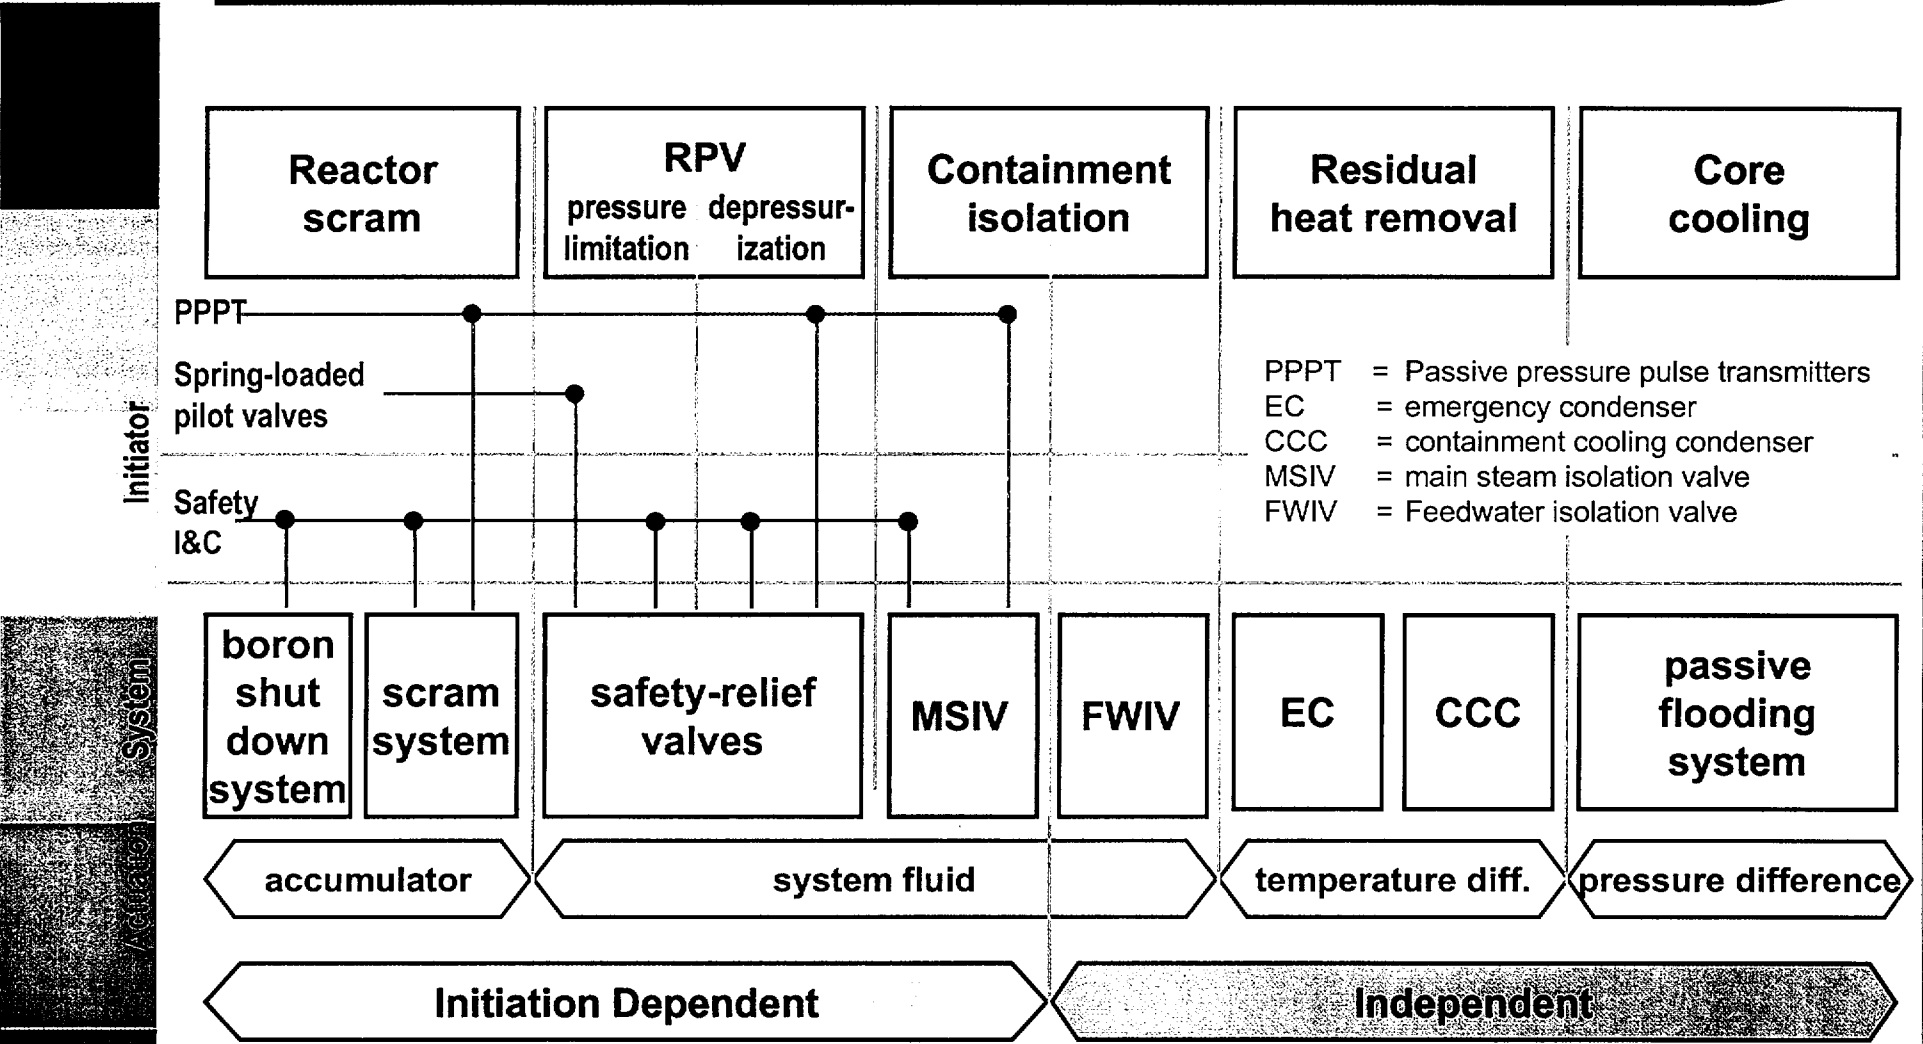 Reactor
scram
RPV
pressure
limitation
depressur-
ization
Containment
isolation
Residual
heat removal
Core
cooling
Initiator
PPPT
Spring-loaded
pilot valves
Safety
I&C
PPPT = Passive pressure pulse transmitters
EC = emergency condenser
CCC = containment cooling condenser
MSIV = main steam isolation valve
FWIV = Feedwater isolation valve
System
boron
shut
down
system
scram
system
safety-relief
valves
MSIV
FWIV
EC
CCC
passive
flooding
system
Actuation
accumulator
system fluid
temperature diff.
pressure difference
Initiation Dependent
Independent